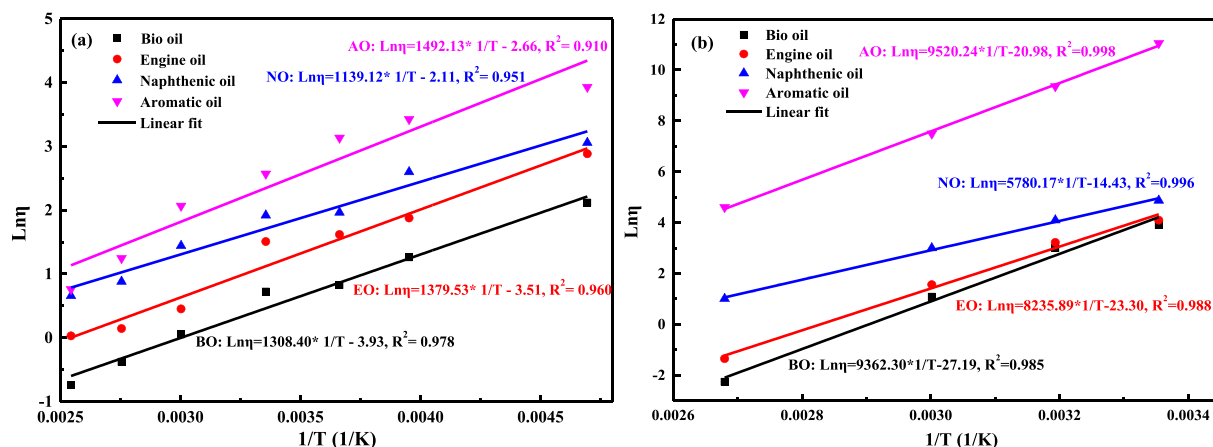 (a)
Bio oil
Engine oil
Naphthenic oil
Aromatic oil
Linear fit
AO: Lnη=1492.13* 1/T - 2.66, R²= 0.910
NO: Lnη=1139.12* 1/T - 2.11, R²= 0.951
EO: Lnη=1379.53* 1/T - 3.51, R²= 0.960
BO: Lnη=1308.40* 1/T - 3.93, R²= 0.978
5
4
3
2
1
0
-1
Lnη
0.0025 0.0030 0.0035 0.0040 0.0045
1/T (1/K)
(b)
Bio oil
Engine oil
Naphthenic oil
Aromatic oil
Linear fit
AO: Lnη=9520.24*1/T-20.98, R²=0.998
NO: Lnη=5780.17*1/T-14.43, R²=0.996
EO: Lnη=8235.89*1/T-23.30, R²=0.988
BO: Lnη=9362.30*1/T-27.19, R²=0.985
12
10
8
6
4
2
0
-2
Lnη
0.0026 0.0028 0.0030 0.0032 0.0034
1/T (1/K)